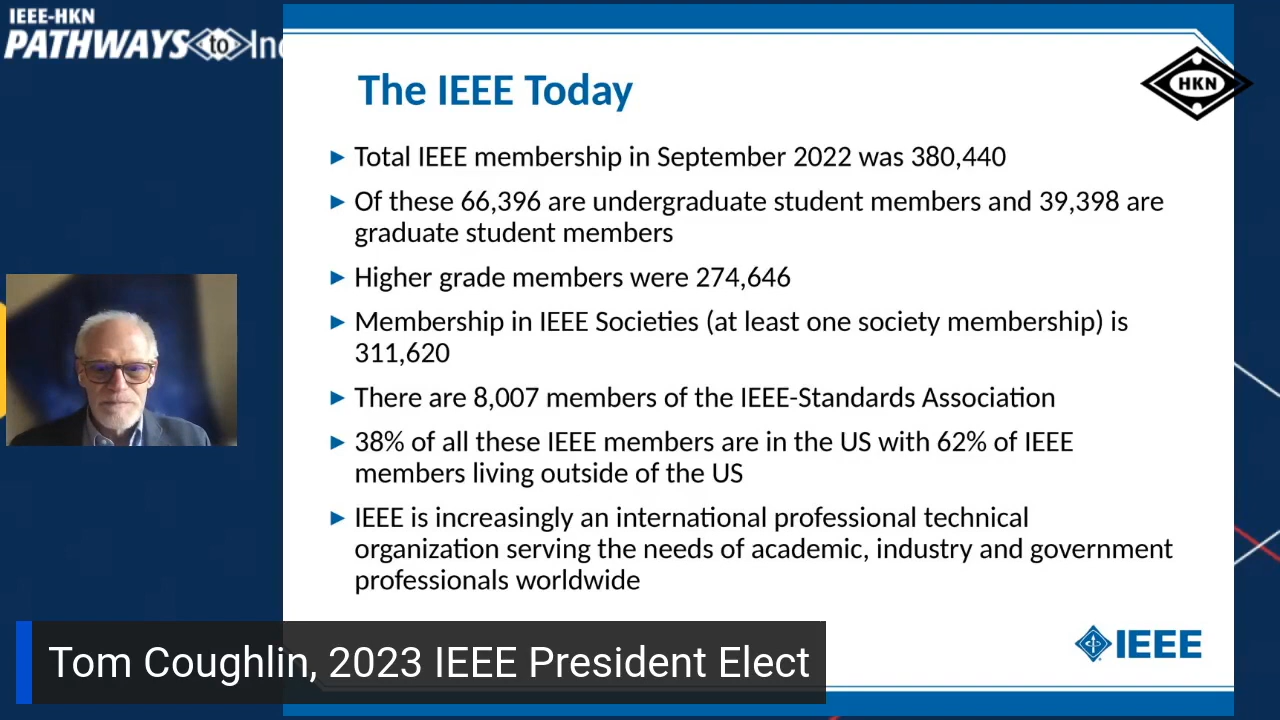 IEEE-HKN
PATHWAYS to Ind
The IEEE Today
HKN
► Total IEEE membership in September 2022 was 380,440
► Of these 66,396 are undergraduate student members and 39,398 are
graduate student members
► Higher grade members were 274,646
► Membership in IEEE Societies (at least one society membership) is
311,620
► There are 8,007 members of the IEEE-Standards Association
► 38% of all these IEEE members are in the US with 62% of IEEE
members living outside of the US
► IEEE is increasingly an international professional technical
organization serving the needs of academic, industry and government
professionals worldwide
IEEE
Tom Coughlin, 2023 IEEE President Elect